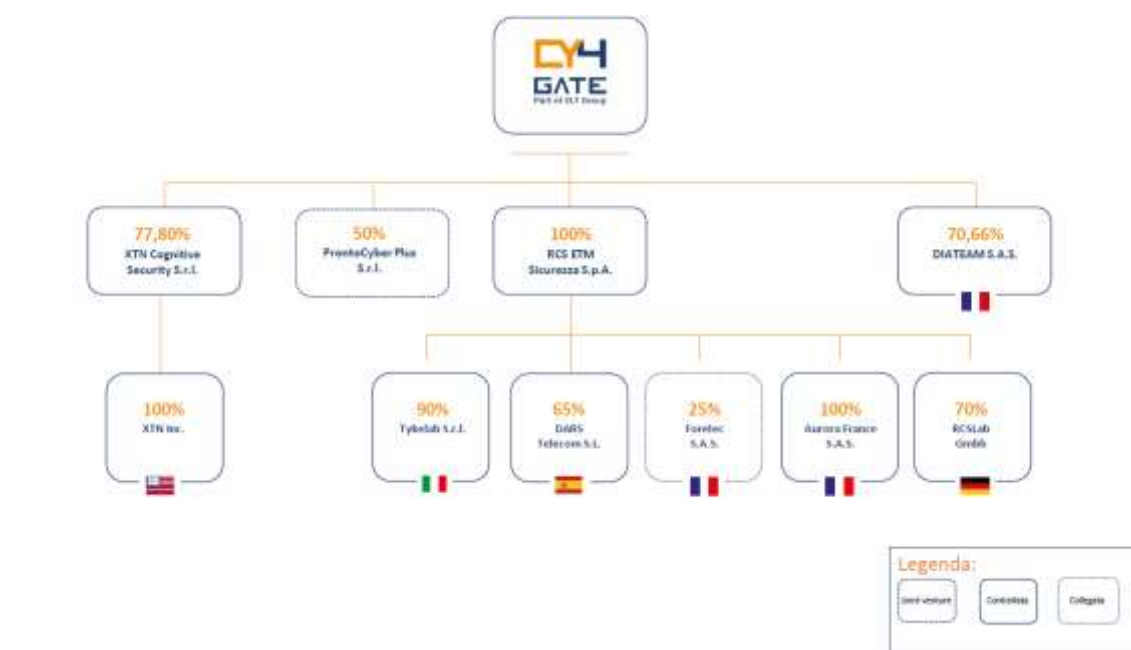 CY4
GATE
Part of ELT Group
77,80%
XTN Cognitive
Security S.r.l.
50%
ProntoCyber Plus
S.r.l.
100%
RCS ETM
Sicurezza S.p.A.
70,66%
DIATEAM S.A.S.
100%
XTN Inc.
90%
Tykelab S.r.l.
65%
DARS
Telecom S.L.
25%
Foretec
S.A.S.
100%
Aurora France
S.A.S.
70%
RCSLab
Gmbh
Legenda:
Joint venture
Controllata
Collegata